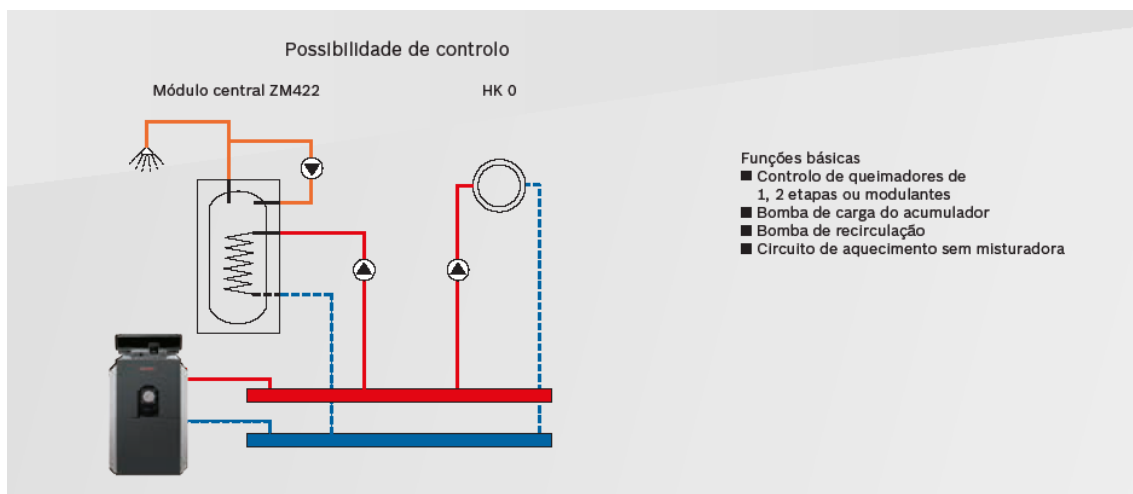 Possibilidade de controlo
Módulo central ZM422
HK 0
Funções básicas
■ Controlo de queimadores de
1, 2 etapas ou modulantes
■ Bomba de carga do acumulador
■ Bomba de recirculação
■ Circuito de aquecimento sem misturadora